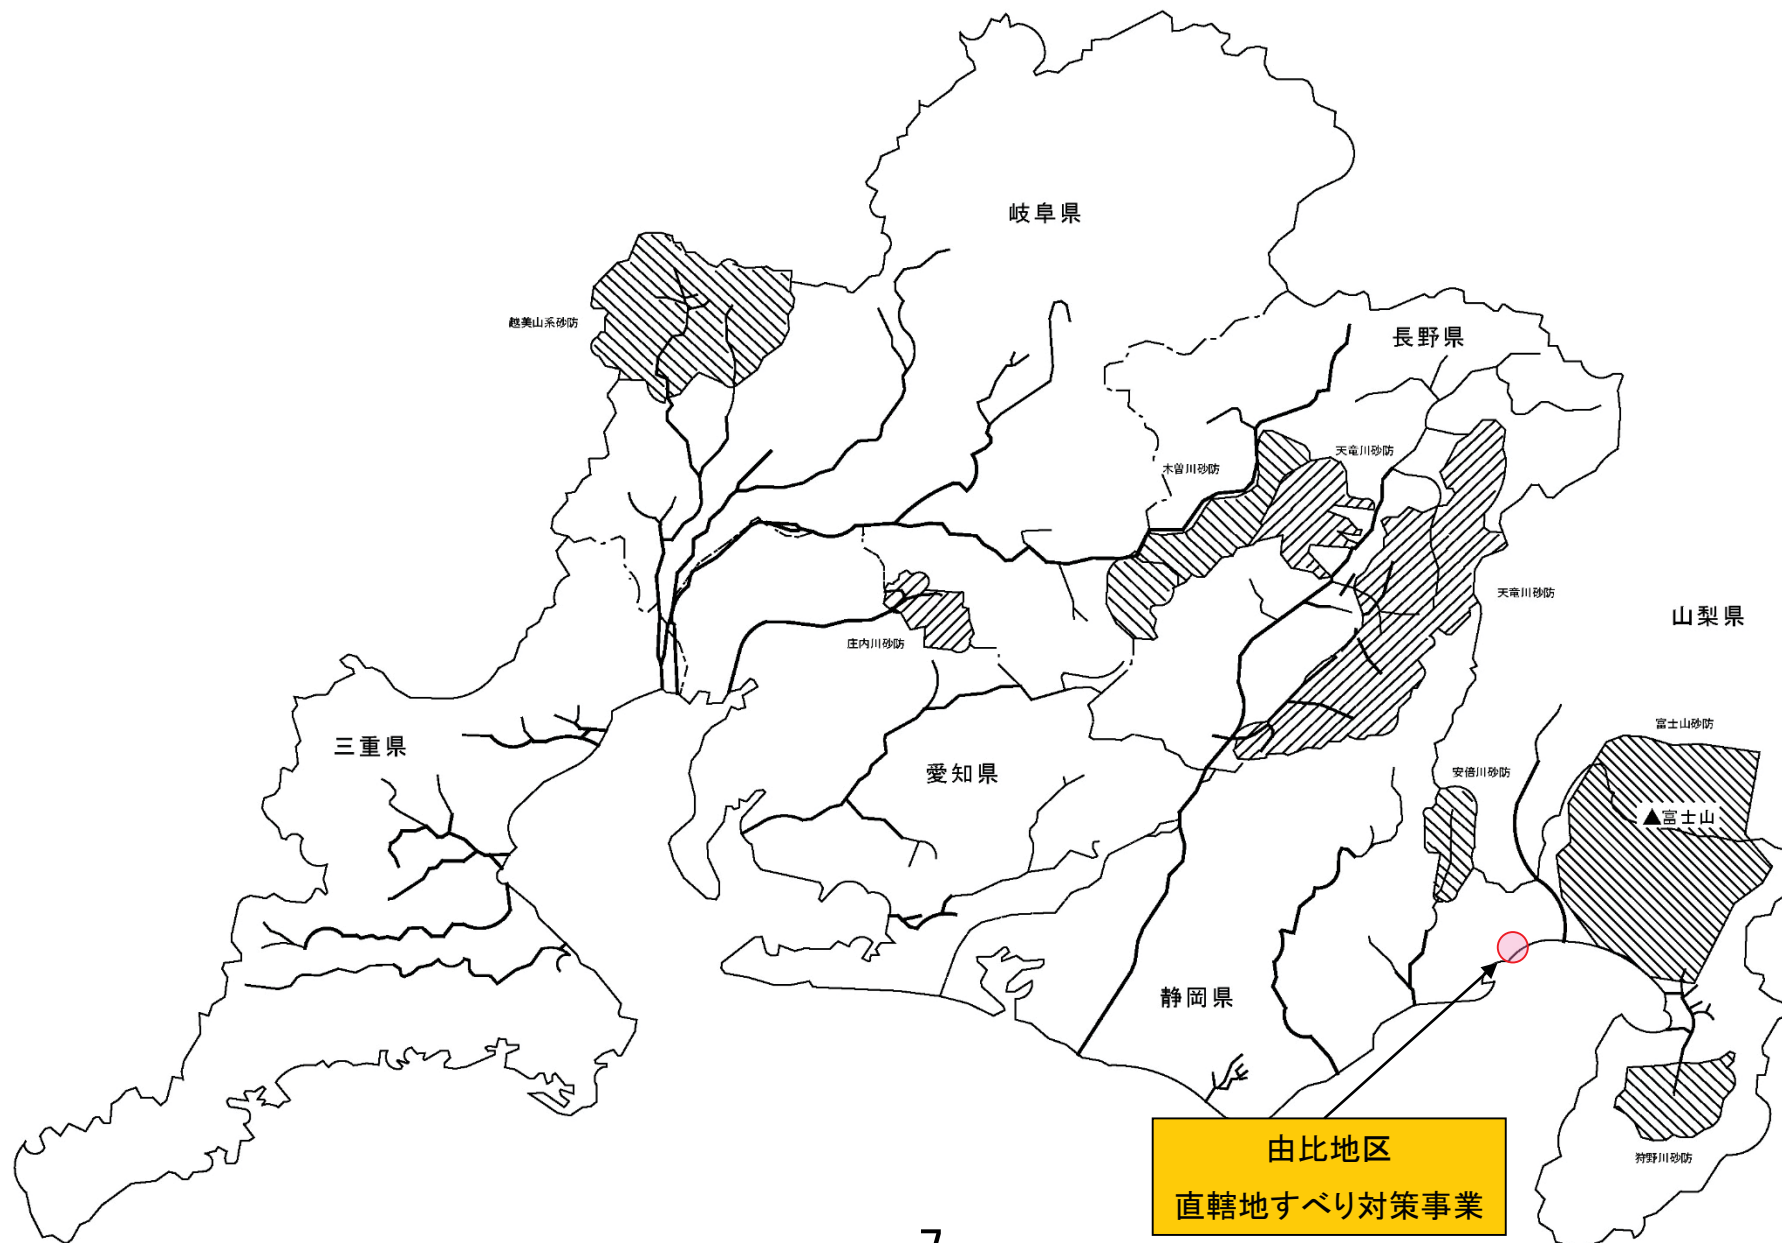 岐阜県
越美山系砂防
長野県
天竜川砂防
木曽川砂防
天竜川砂防
山梨県
庄内川砂防
富士山砂防
三重県
愛知県
安倍川砂防
▲富士山
静岡県
由比地区
直轄地すべり対策事業
狩野川砂防
7